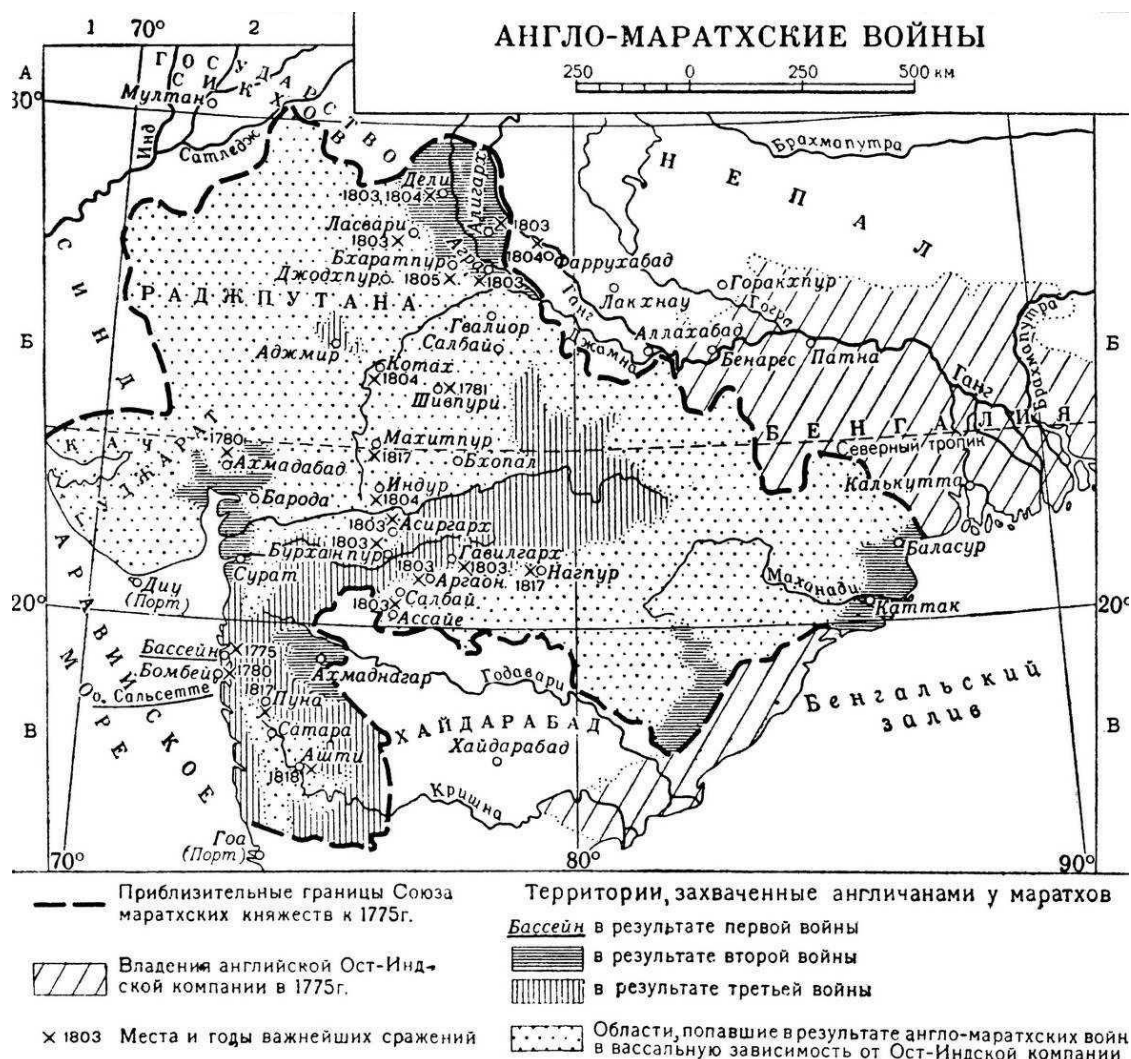 АНГЛО-МАРАТХСКИЕ ВОЙНЫ
250 0 250 500 км
1 70° 2
А
30°
ГОСУДАРСТВО
СИКХОВ
Мултан
Инд
Сатледж
НЕПАЛ
Брахмапутра
Дели
1803, 1804
Алигарх
1803
Ласвари
1803
Агра
1804
Фаррухабад
Бхаратпур
Джодхпур
1805
1803
Горакхпур
СИНД
РАДЖПУТАНА
Ганг
Лакхнау
Гогра
Брахмапутра
Гвалиор
Салбай
Б
Аджмир
Джамна
Аллахабад
Бенарес
Патна
Ганг
Б
Котах
1804
1781
Шивпури
БЕНГАЛИЯ
КАЧ
ГУДЖАРАТ
1780
Ахмадабад
Махитпур
1817
Бхопал
Северный тропик
Калькутта
Барода
Индур
1804
1803
Асиргарх
1803
Бурханпур
Гавилгарх
1803
1803
Аргаон
Нагпур
1817
Баласур
Сурат
Диу
(Порт)
Маханади
Каттак
20°
Салбай
1803
Ассайе
20°
АРАВИЙСКОЕ МОРЕ
Бассейн
1775
Бомбей
1780
О. Сальсетте
1817
Ахмаднагар
Годавари
Бенгальский
залив
Пуна
В
Сатара
ХАЙДАРАБАД
Хайдарабад
В
Ашти
1818
Кришна
Гоа
(Порт)
70° 80° 90°
Приблизительные границы Союза
маратхских княжеств к 1775г.
Владения английской Ост-Инд-
ской компании в 1775г.
× 1803 Места и годы важнейших сражений
Территории, захваченные англичанами у маратхов
Бассейн в результате первой войны
в результате второй войны
в результате третьей войны
Области, попавшие в результате англо-маратхских войн
в вассальную зависимость от Ост-Индской компании